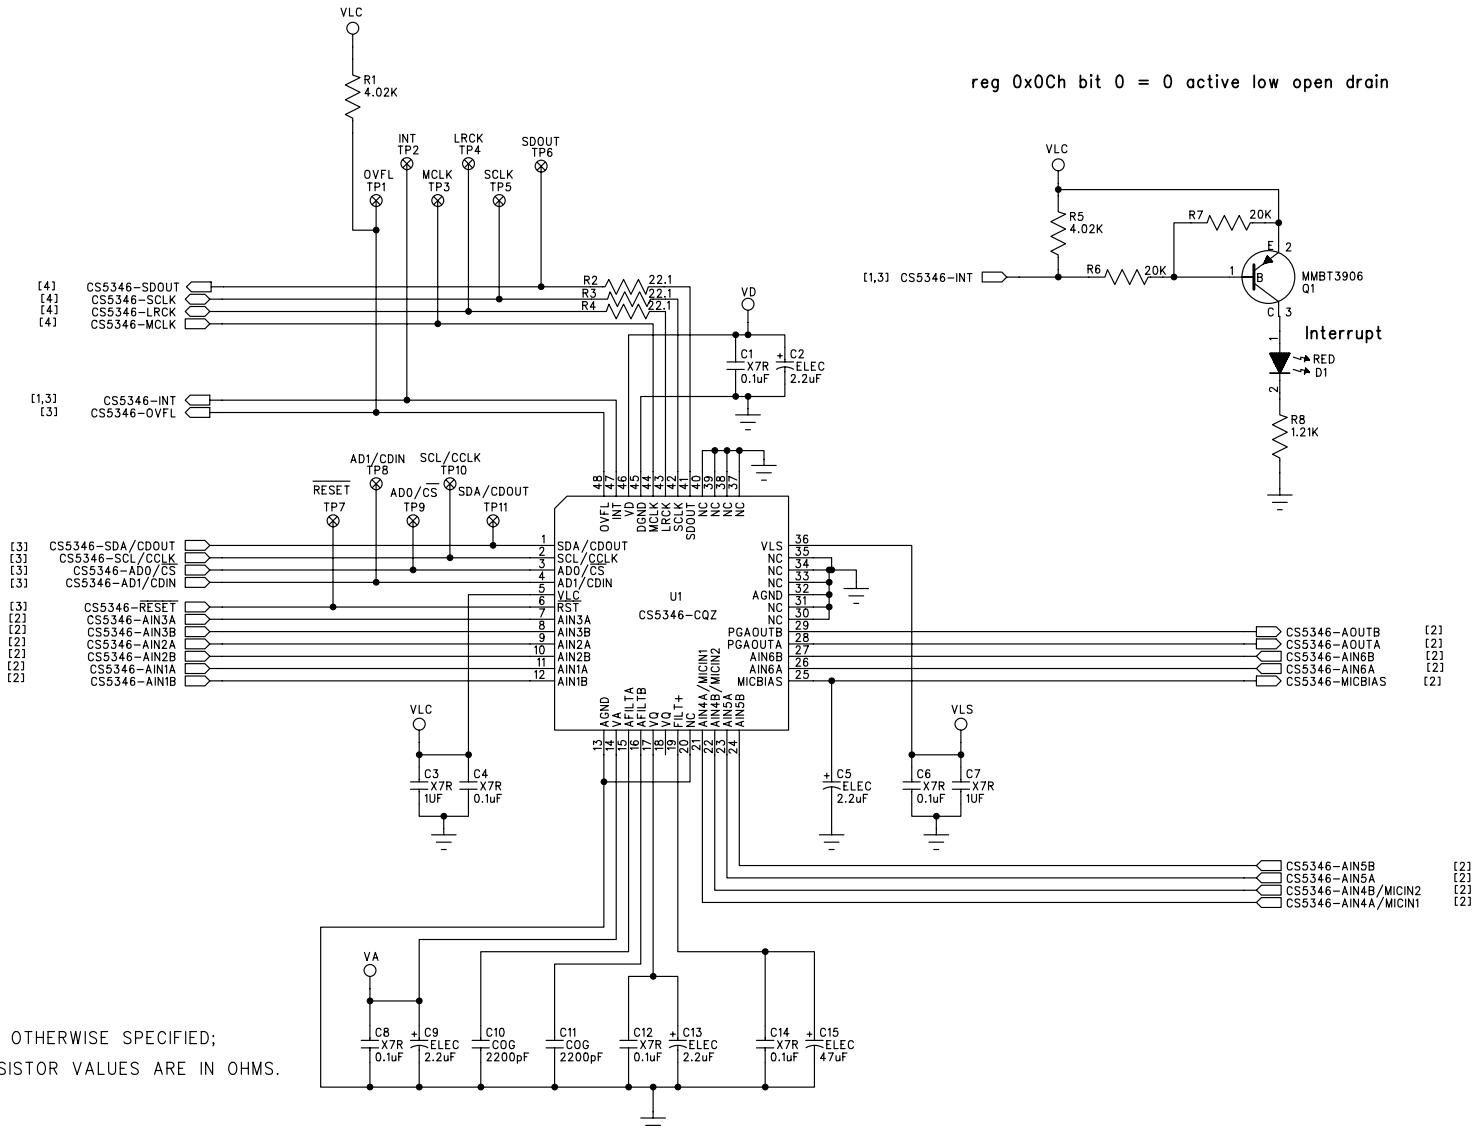 VLC
R1
4.02K
reg 0x0Ch bit 0 = 0 active low open drain
INT
TP2
LRCK
TP4
SDOUT
TP6
OVFL
TP1
MCLK
TP3
SCLK
TP5
VLC
R5
4.02K
R7 20K
E 2
[1,3] CS5346-INT
R6 20K
1 B
MMBT3906
Q1
C 3
Interrupt
1
RED
D1
2
R8
1.21K
[4] CS5346-SDOUT
[4] CS5346-SCLK
[4] CS5346-LRCK
[4] CS5346-MCLK
R2 22.1
R3 22.1
R4 22.1
VD
C1
X7R
0.1uF
+ C2
ELEC
2.2uF
[1,3] CS5346-INT
[3] CS5346-OVFL
AD1/CDIN
TP8
SCL/CCLK
TP10
RESET
TP7
AD0/CS
TP9
SDA/CDOUT
TP11
48 47 46 45 44 43 42 41 40 39 38 37
OVFL INT VD DGND MCLK LRCK SCLK SDOUT NC NC NC NC
[3] CS5346-SDA/CDOUT 1 SDA/CDOUT
[3] CS5346-SCL/CCLK 2 SCL/CCLK
[3] CS5346-AD0/CS 3 AD0/CS
[3] CS5346-AD1/CDIN 4 AD1/CDIN
5 VLC
[3] CS5346-RESET 6 RST
[2] CS5346-AIN3A 7 AIN3A
[2] CS5346-AIN3B 8 AIN3B
[2] CS5346-AIN2A 9 AIN2A
[2] CS5346-AIN2B 10 AIN2B
[2] CS5346-AIN1A 11 AIN1A
[2] CS5346-AIN1B 12 AIN1B
U1
CS5346-CQZ
VLS 36
NC 35
NC 34
NC 33
AGND 32
NC 31
NC 30
PGAOUTB 29 CS5346-AOUTB [2]
PGAOUTA 28 CS5346-AOUTA [2]
AIN6B 27 CS5346-AIN6B [2]
AIN6A 26 CS5346-AIN6A [2]
MICBIAS 25 CS5346-MICBIAS [2]
AGND VA AFILTA AFILTB VQ VQ FILT+ NC AIN4A/MICIN1 AIN4B/MICIN2 AIN5A AIN5B
13 14 15 16 17 18 19 20 21 22 23 24
VLC
C3
X7R
1UF
C4
X7R
0.1uF
+ C5
ELEC
2.2uF
VLS
C6
X7R
0.1uF
C7
X7R
1UF
CS5346-AIN5B [2]
CS5346-AIN5A [2]
CS5346-AIN4B/MICIN2 [2]
CS5346-AIN4A/MICIN1 [2]
VA
C8
X7R
0.1uF
+ C9
ELEC
2.2uF
C10
COG
2200pF
C11
COG
2200pF
C12
X7R
0.1uF
+ C13
ELEC
2.2uF
C14
X7R
0.1uF
+ C15
ELEC
47uF
OTHERWISE SPECIFIED;
SISTOR VALUES ARE IN OHMS.